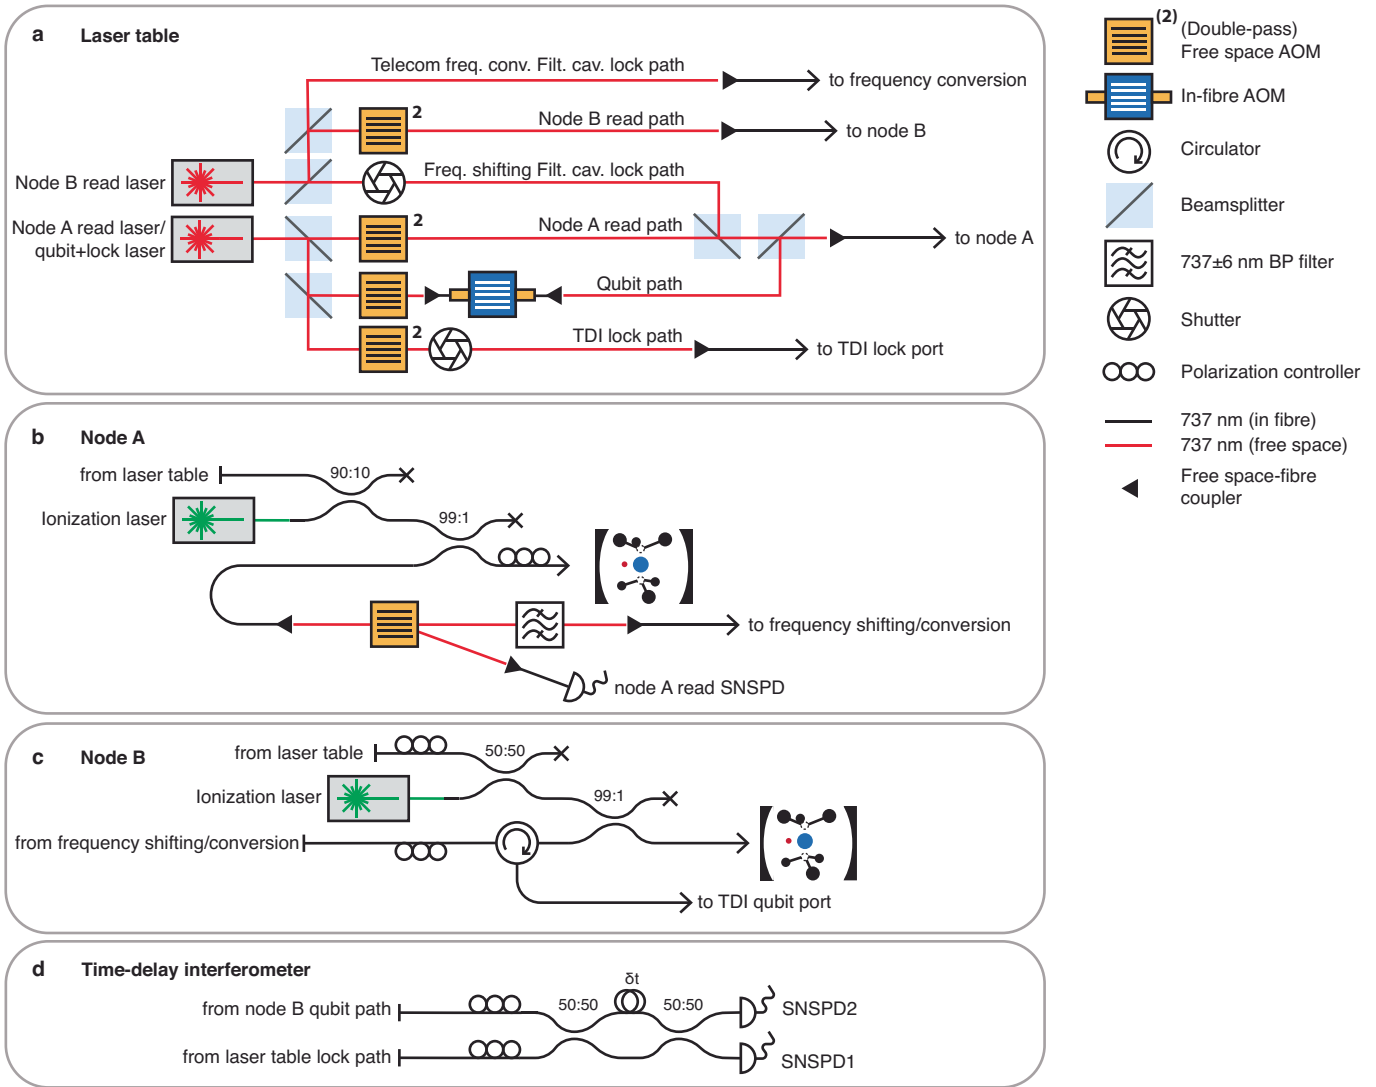 a Laser table
Telecom freq. conv. Filt. cav. lock path
to frequency conversion
2
Node B read path
to node B
Node B read laser
Freq. shifting Filt. cav. lock path
Node A read laser/
qubit+lock laser
2
Node A read path
to node A
Qubit path
2
TDI lock path
to TDI lock port
(2)
(Double-pass)
Free space AOM
In-fibre AOM
Circulator
Beamsplitter
737±6 nm BP filter
Shutter
Polarization controller
737 nm (in fibre)
737 nm (free space)
Free space-fibre
coupler
b Node A
from laser table
90:10
Ionization laser
99:1
to frequency shifting/conversion
node A read SNSPD
c Node B
from laser table
50:50
Ionization laser
99:1
from frequency shifting/conversion
to TDI qubit port
d Time-delay interferometer
δt
from node B qubit path
50:50
50:50
SNSPD2
from laser table lock path
SNSPD1